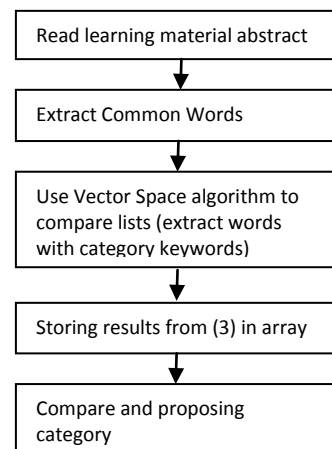 Read learning material abstract
Extract Common Words
Use Vector Space algorithm to
compare lists (extract words
with category keywords)
Storing results from (3) in array
Compare and proposing
category